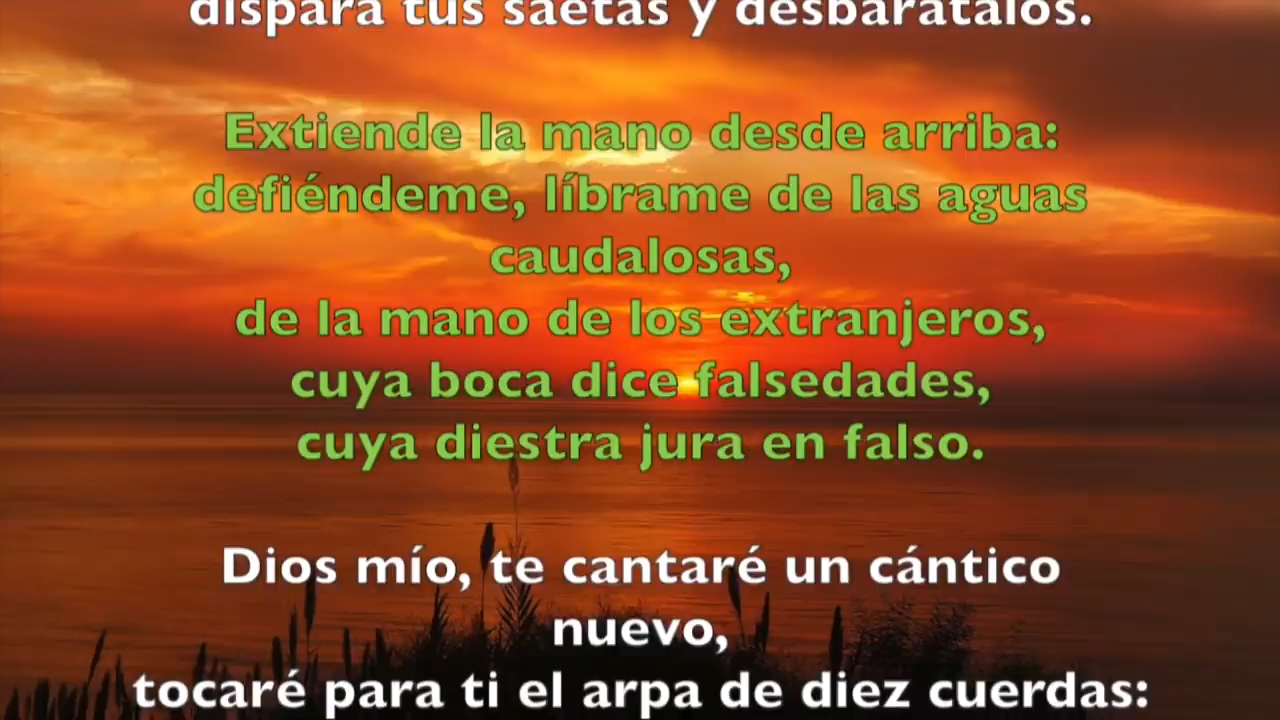 dispara tus saetas y desbarátalos.
Extiende la mano desde arriba:
defiéndeme, líbrame de las aguas
caudalosas,
de la mano de los extranjeros,
cuya boca dice falsedades,
cuya diestra jura en falso.
Dios mío, te cantaré un cántico
nuevo,
tocaré para ti el arpa de diez cuerdas: